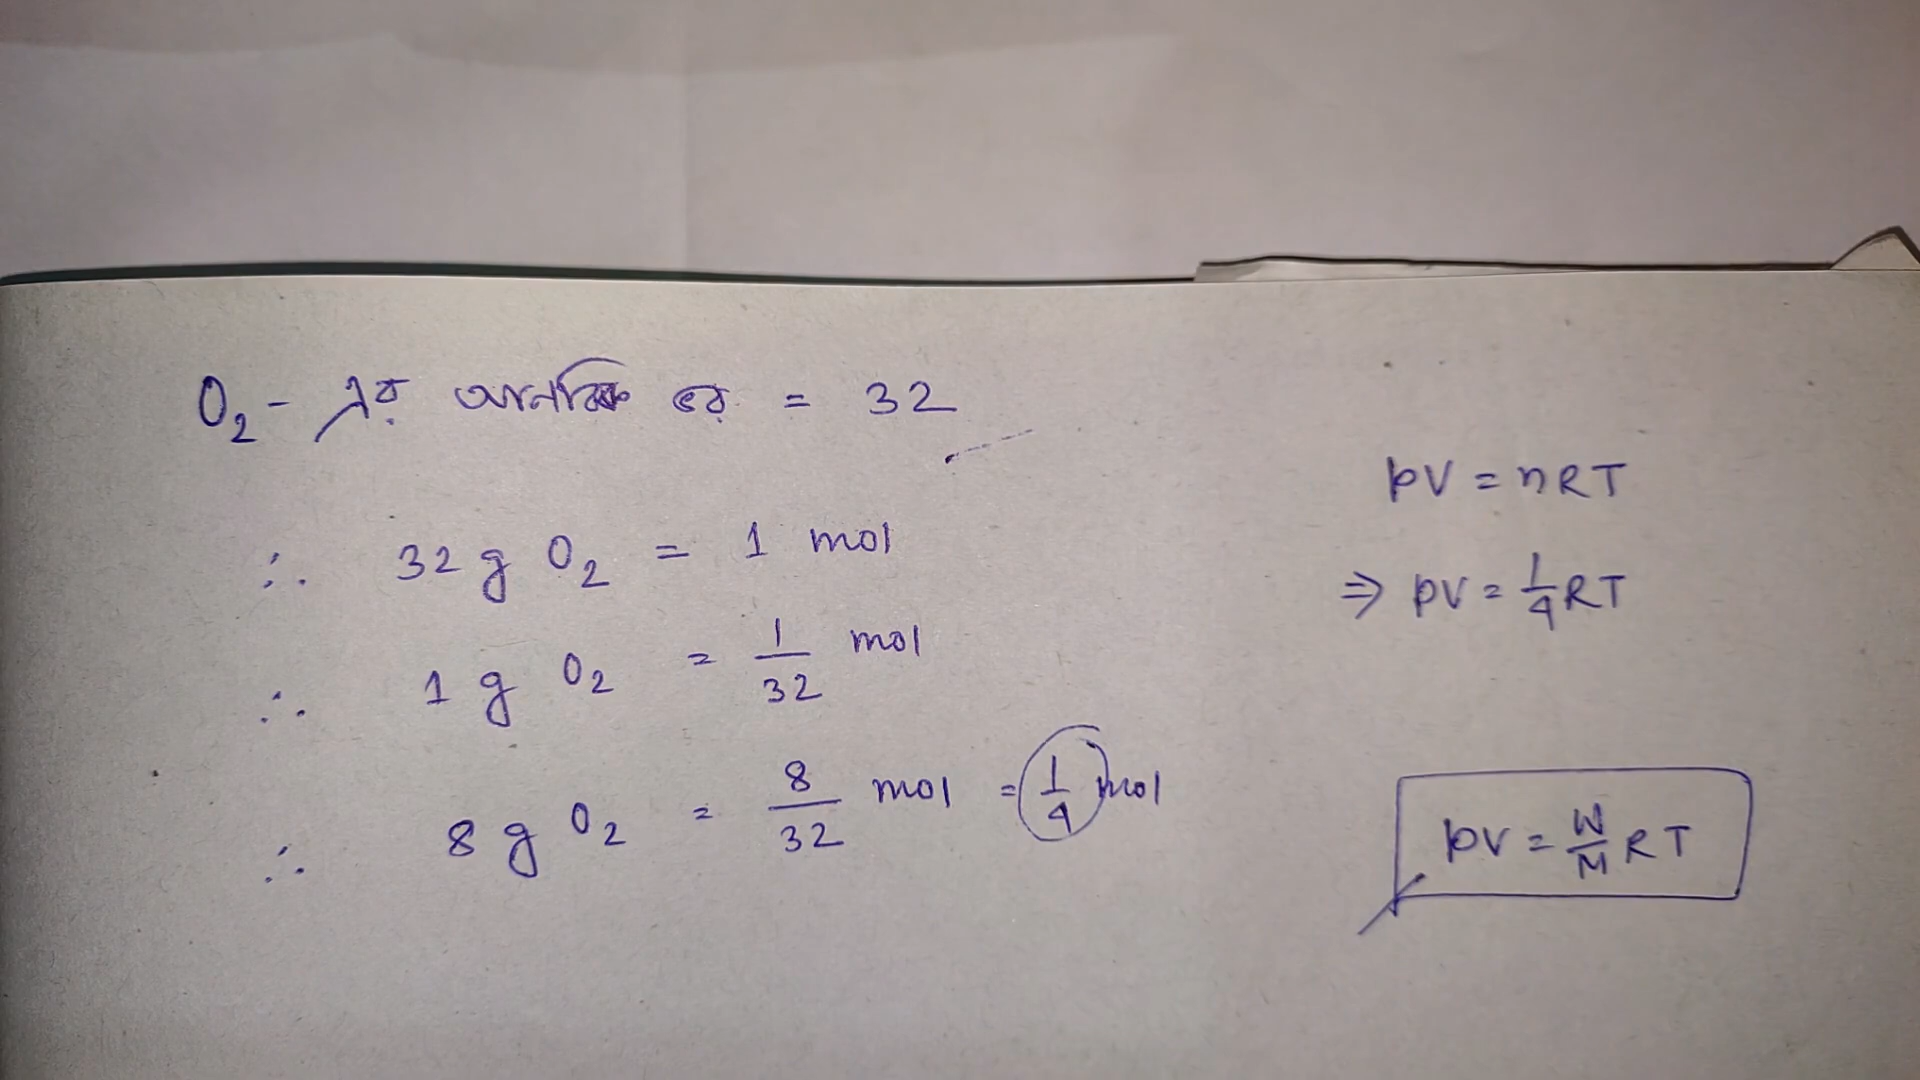 O₂ - এর আনবিক ভর = 32
∴ 32 g O₂ = 1 mol
∴ 1 g O₂ = 1/32 mol
∴ 8 g O₂ = 8/32 mol = 1/4 mol
PV = nRT
⇒ PV = 1/4 RT
PV = W/M RT